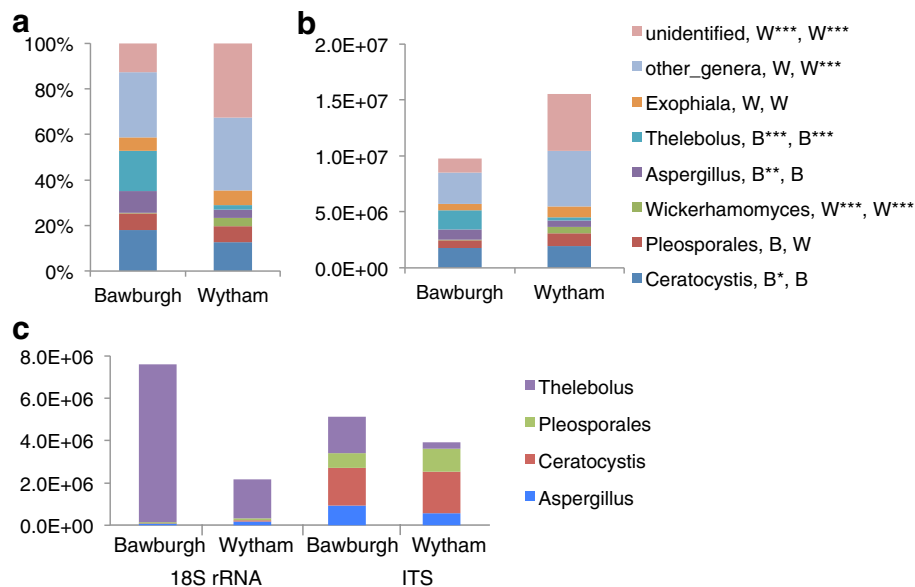 a
100%
80%
60%
40%
20%
0%
Bawburgh Wytham
b
2.0E+07
1.5E+07
1.0E+07
5.0E+06
0.0E+00
Bawburgh Wytham
unidentified, W***, W***
other_genera, W, W***
Exophiala, W, W
Thelebolus, B***, B***
Aspergillus, B**, B
Wickerhamomyces, W***, W***
Pleosporales, B, W
Ceratocystis, B*, B
c
8.0E+06
6.0E+06
4.0E+06
2.0E+06
0.0E+00
Bawburgh Wytham Bawburgh Wytham
18S rRNA ITS
Thelebolus
Pleosporales
Ceratocystis
Aspergillus